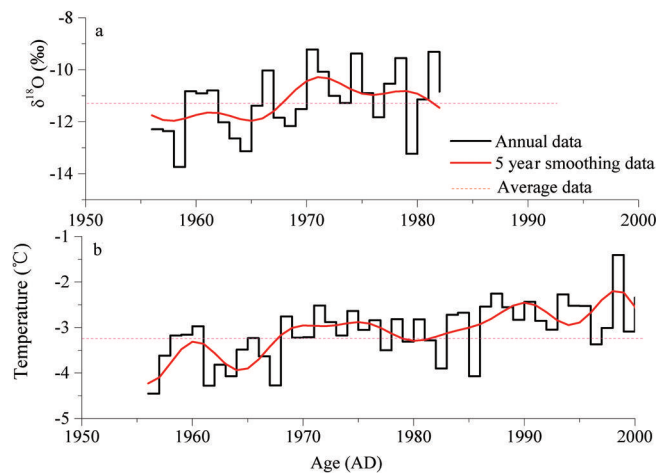 a
-8
-10
-12
-14
δ¹⁸O (‰)
Annual data
5 year smoothing data
Average data
1950
1960
1970
1980
1990
2000
b
-1
-2
-3
-4
-5
Temperature (℃)
1950
1960
1970
1980
1990
2000
Age (AD)